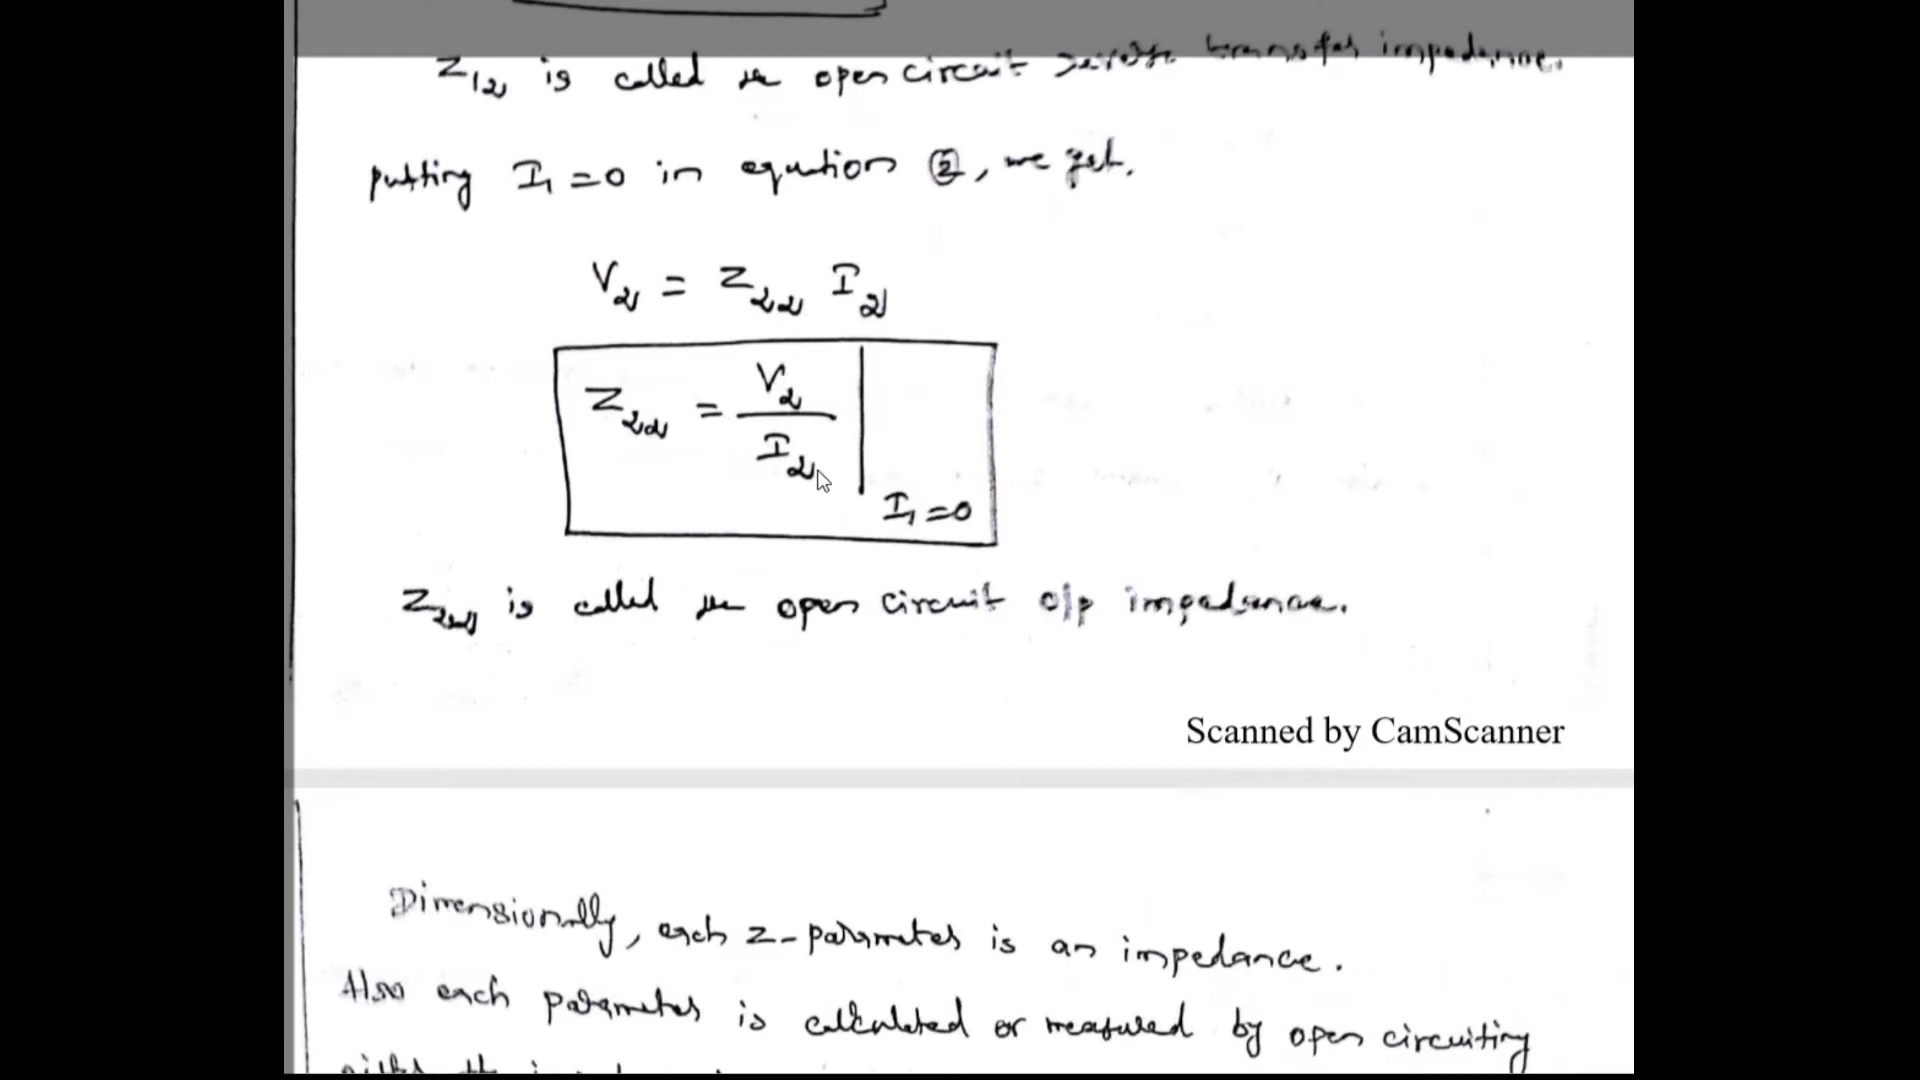 Z12 is called the open circuit reverse transfer impedance.
putting I1 = 0 in equation ②, we get.
V2 = Z22 I2
Z22 = V2 / I2 | I1 = 0
Z22 is called the open circuit o/p impedance.
Scanned by CamScanner
Dimensionally, each z-parameter is an impedance.
Also each parameter is calculated or measured by open circuiting